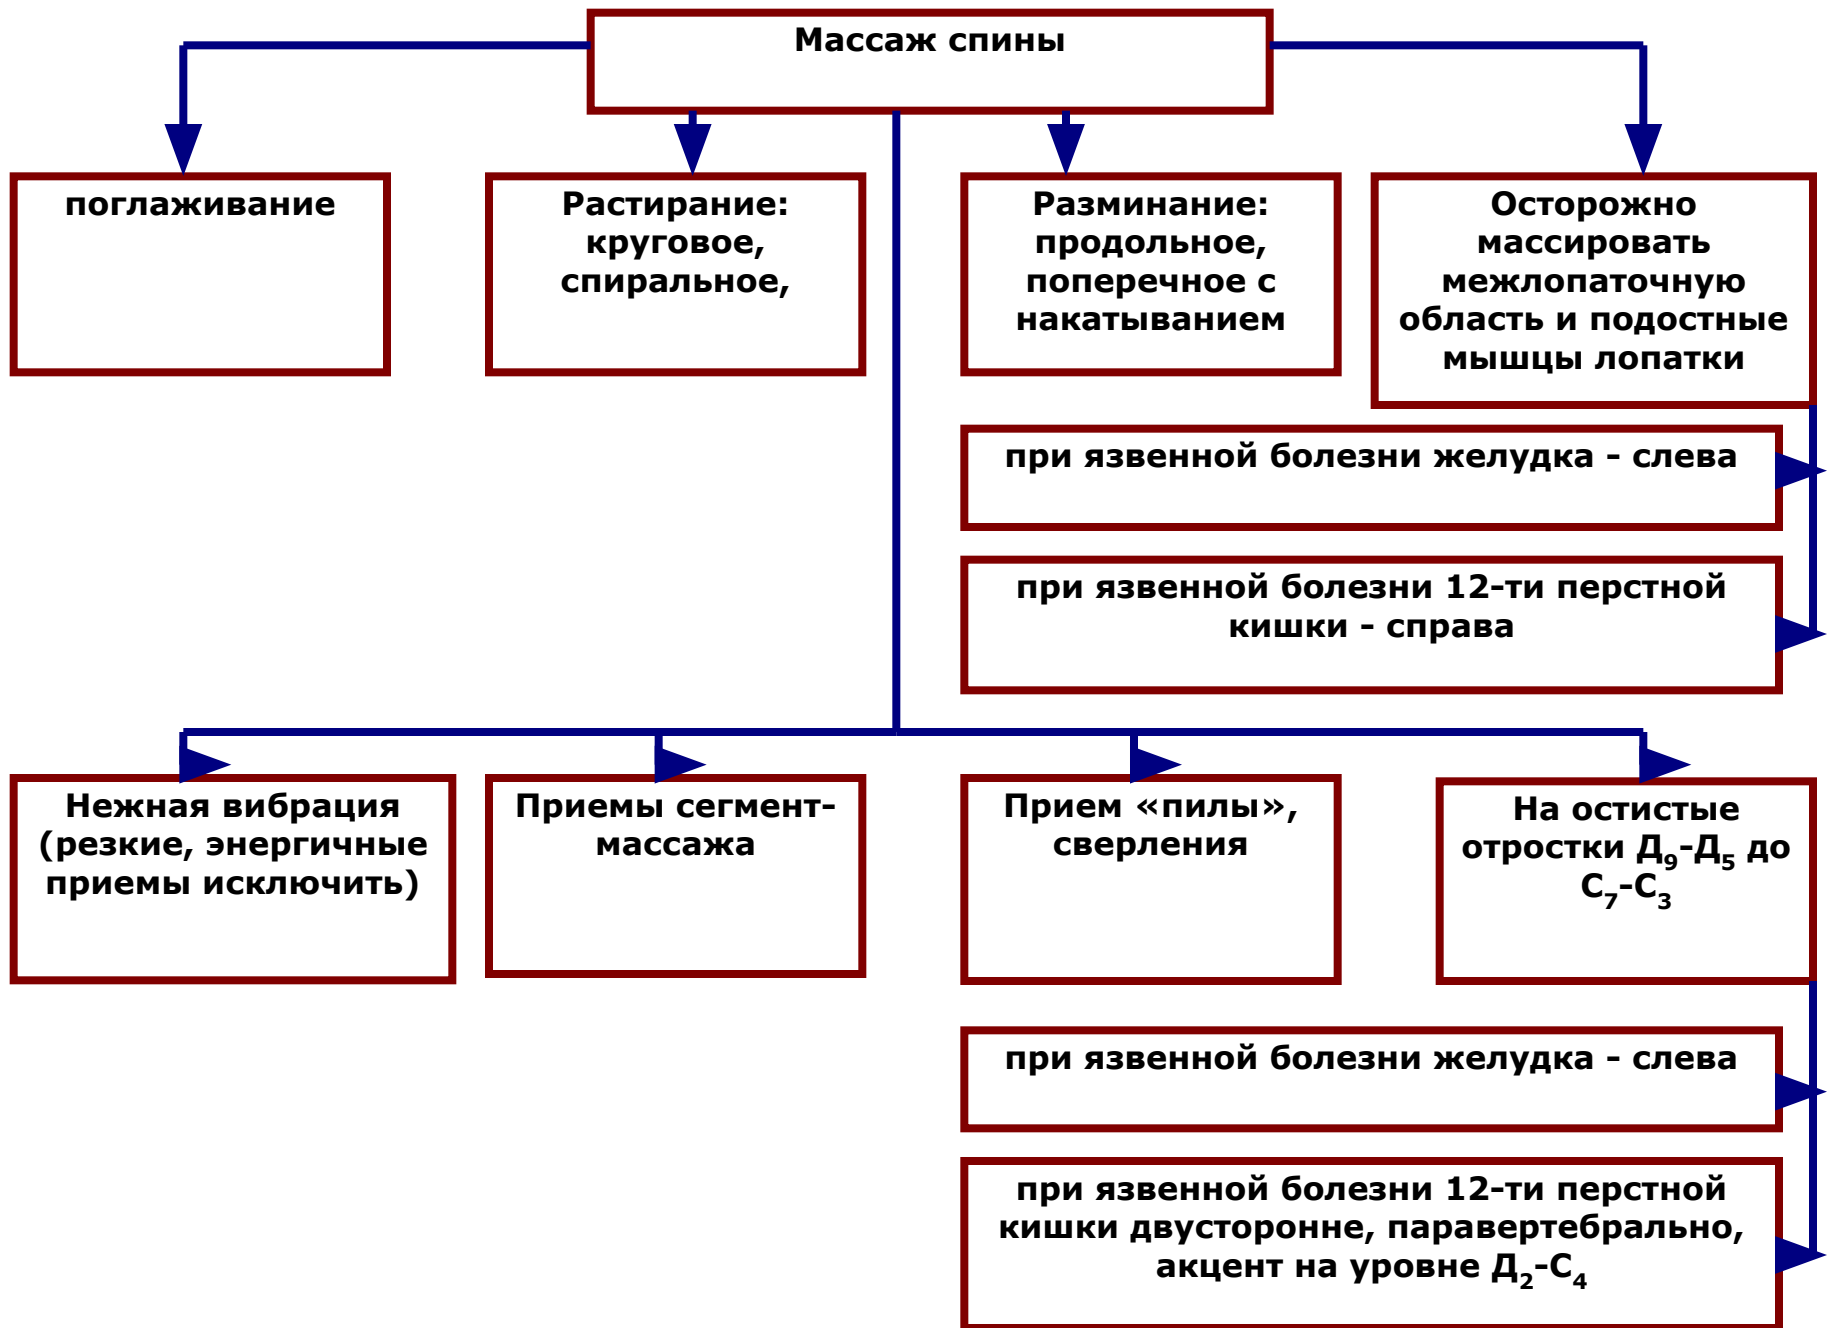 Массаж спины
поглаживание
Растирание:
круговое,
спиральное,
Разминание:
продольное,
поперечное с
накатыванием
Осторожно
массировать
межлопаточную
область и подостные
мышцы лопатки
при язвенной болезни желудка - слева
при язвенной болезни 12-ти перстной
кишки - справа
Нежная вибрация
(резкие, энергичные
приемы исключить)
Приемы сегмент-
массажа
Прием «пилы»,
сверления
На остистые
отростки Д₉-Д₅ до
С₇-С₃
при язвенной болезни желудка - слева
при язвенной болезни 12-ти перстной
кишки двусторонне, паравертебрально,
акцент на уровне Д₂-С₄